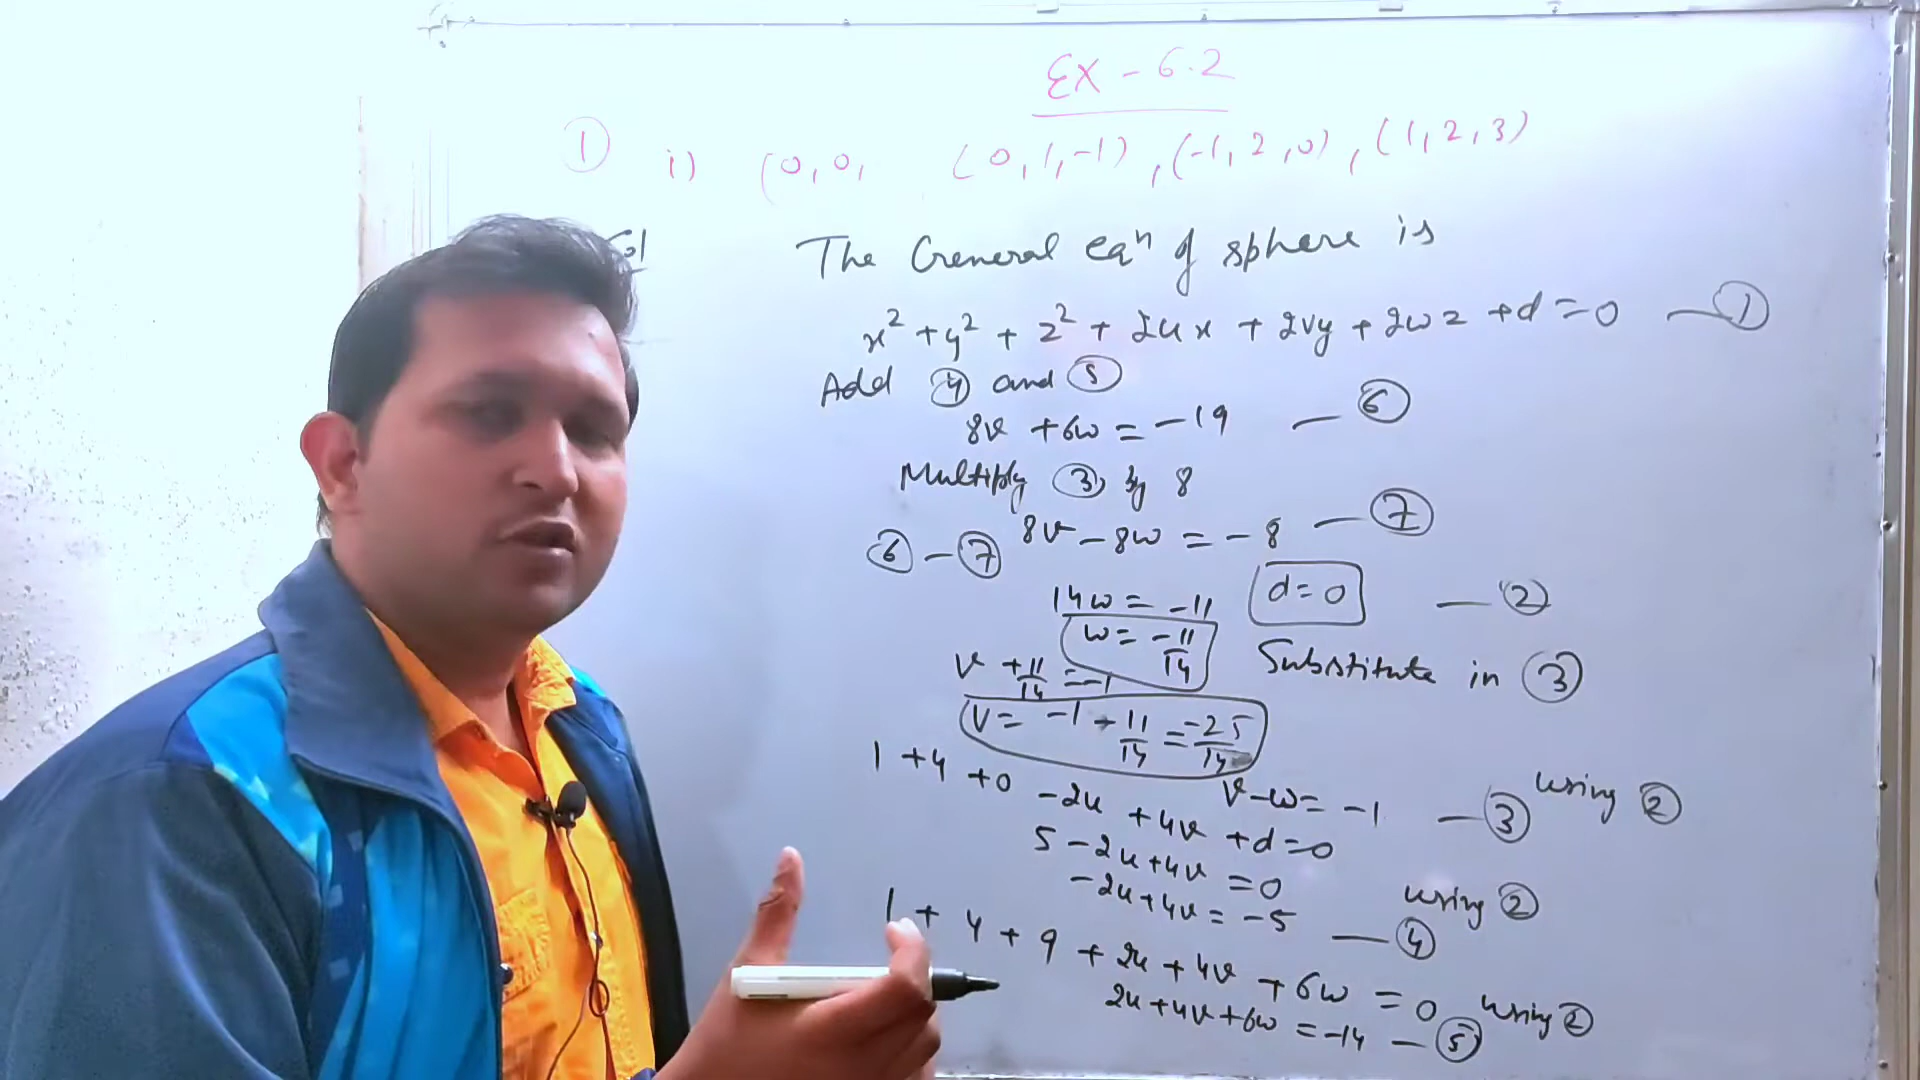 EX - 6.2
① i) (0, 0, (0, 1, -1), (-1, 2, 0), (1, 2, 3)
Sol The General eqⁿ of sphere is
x² + y² + z² + 2ux + 2vy + 2wz + d = 0 — ①
Add ④ and ⑤
8v + 6w = -19 — ⑥
Multiply ③ by 8
8v - 8w = -8 — ⑦
⑥ - ⑦
14w = -11 d = 0 — ②
w = -11/14 Substitute in ③
v + 11/14 = -1
v = -1 - 11/14 = -25/14
v - w = -1 — ③ using ②
1 + 4 + 0 - 2u + 4v + d = 0
5 - 2u + 4v = 0
-2u + 4v = -5 — ④ using ②
1 + 4 + 9 + 2u + 4v + 6w = 0 using ②
2u + 4v + 6w = -14 — ⑤